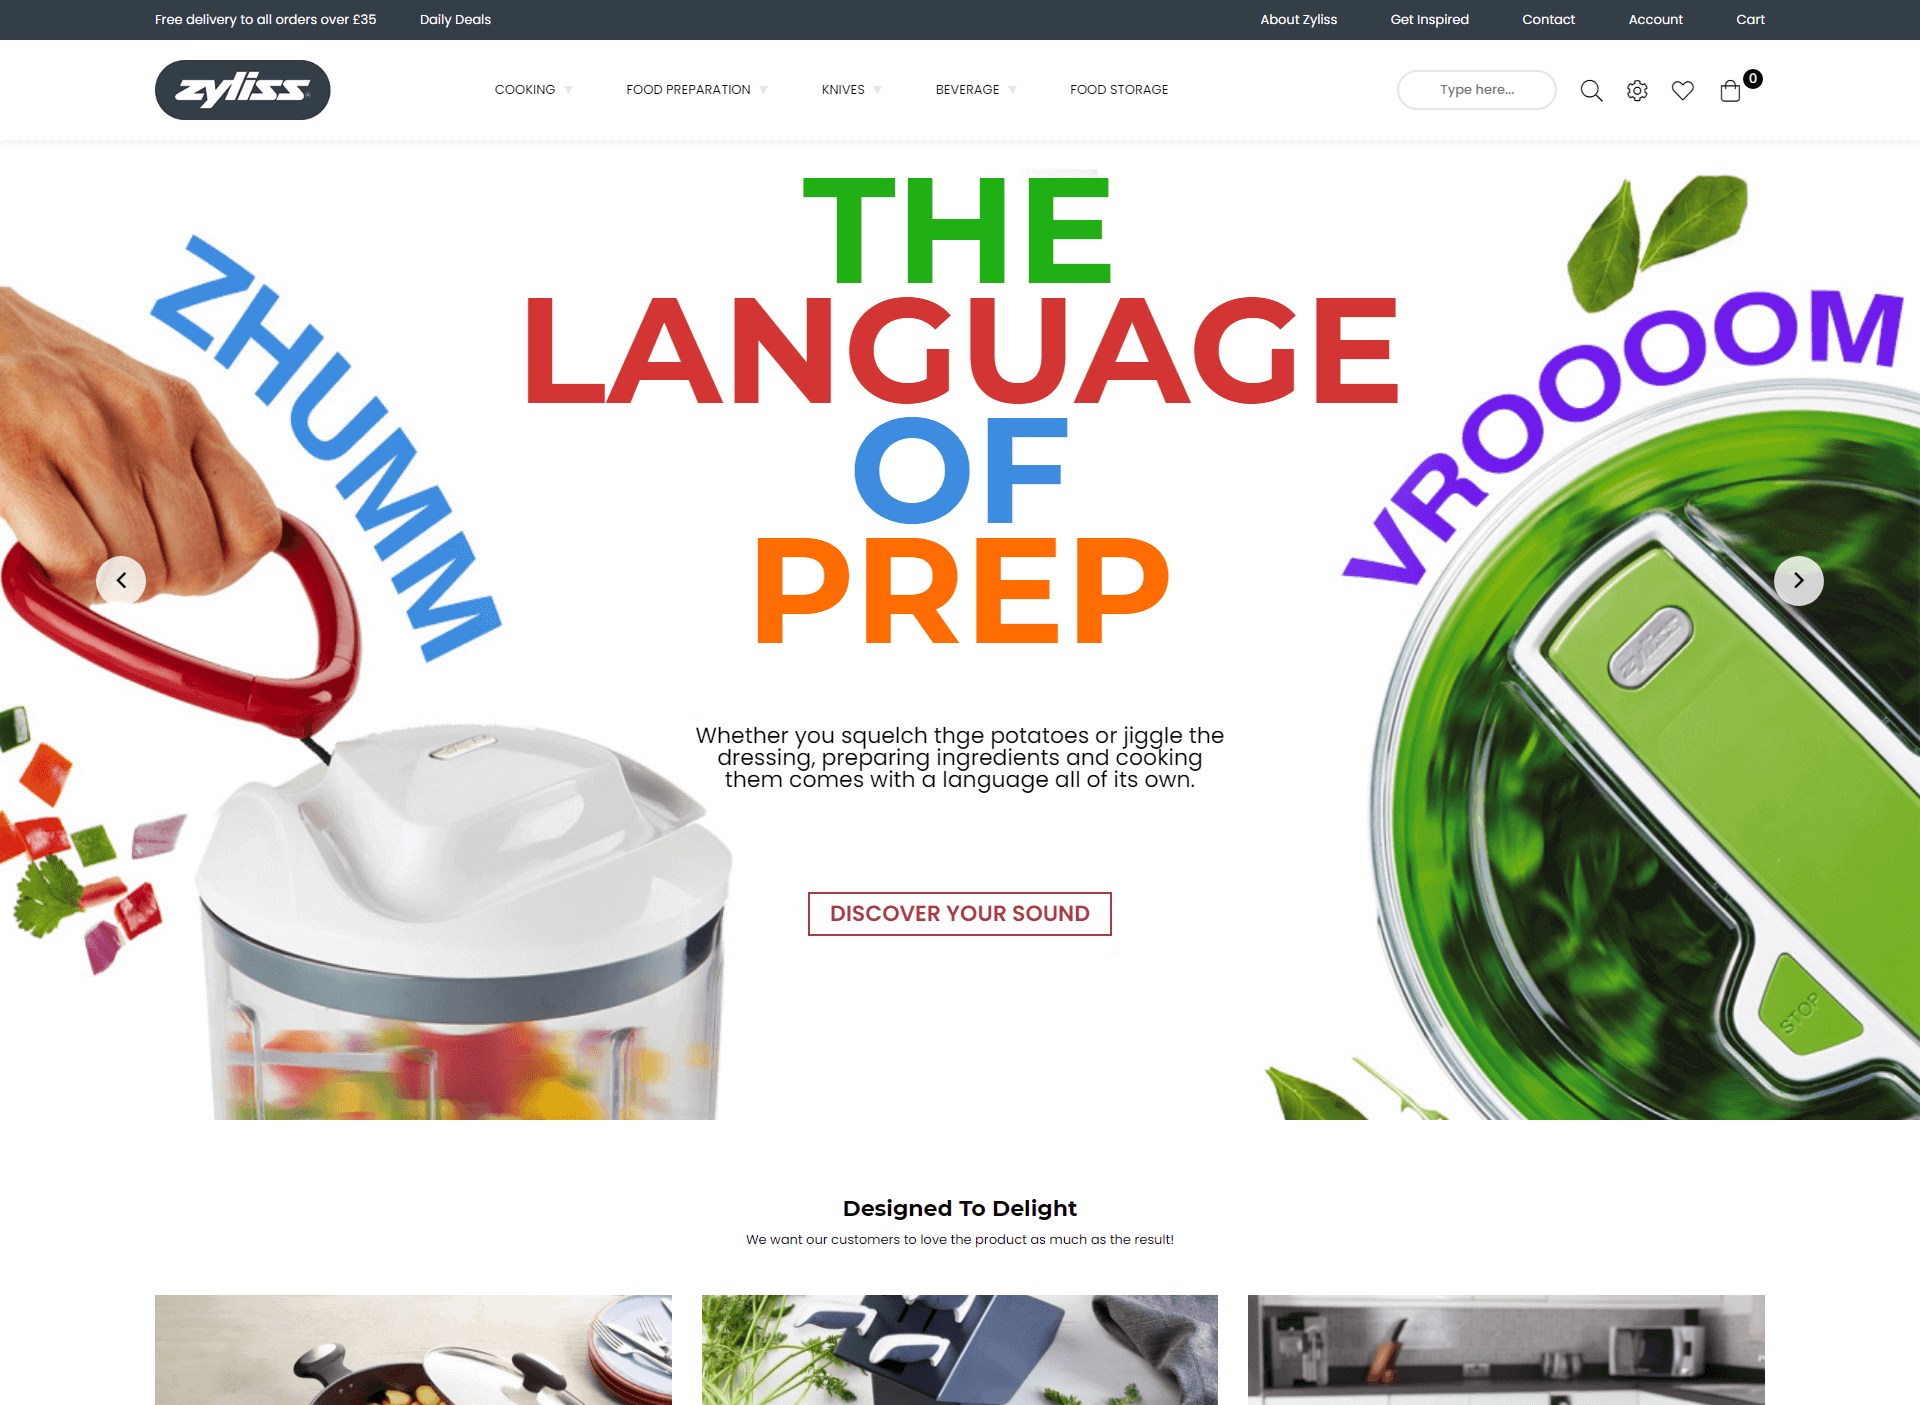 Free delivery to all orders over £35
Daily Deals
About Zyliss
Get Inspired
Contact
Account
Cart
zyliss
COOKING
FOOD PREPARATION
KNIVES
BEVERAGE
FOOD STORAGE
Type here...
0
THE
LANGUAGE
OF
PREP
ZHUMM
VROOOOM
Whether you squelch thge potatoes or jiggle the
dressing, preparing ingredients and cooking
them comes with a language all of its own.
zyliss
STOP
DISCOVER YOUR SOUND
Designed To Delight
We want our customers to love the product as much as the result!